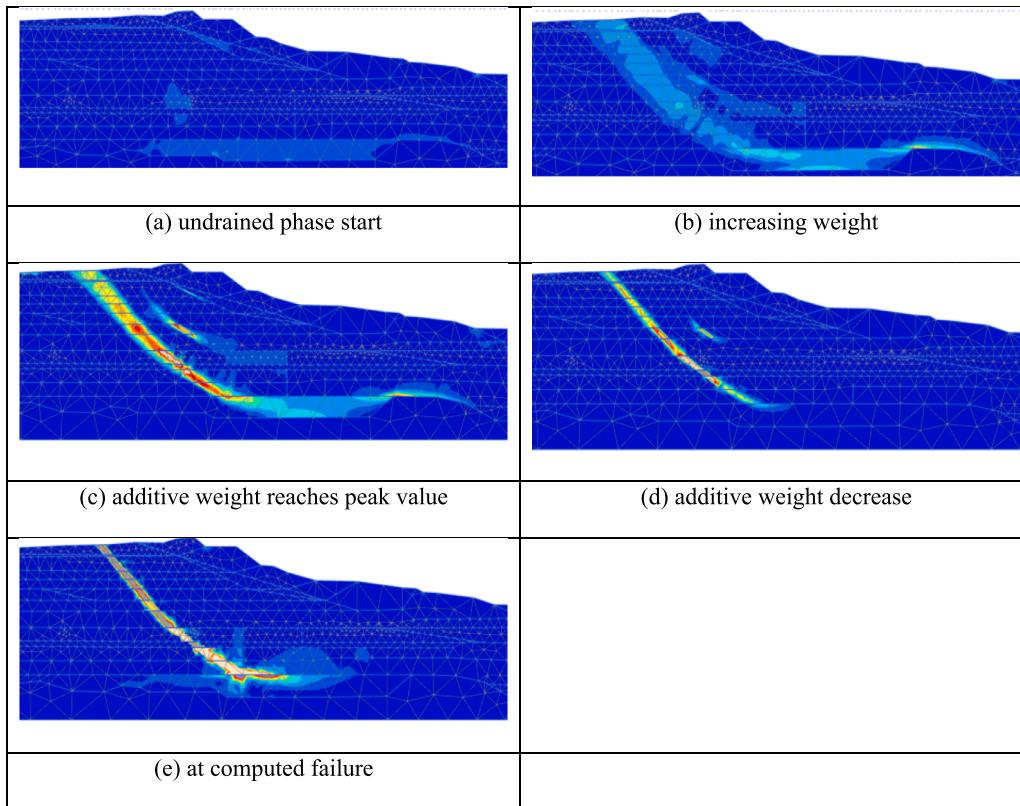 (a) undrained phase start
(b) increasing weight
(c) additive weight reaches peak value
(d) additive weight decrease
(e) at computed failure